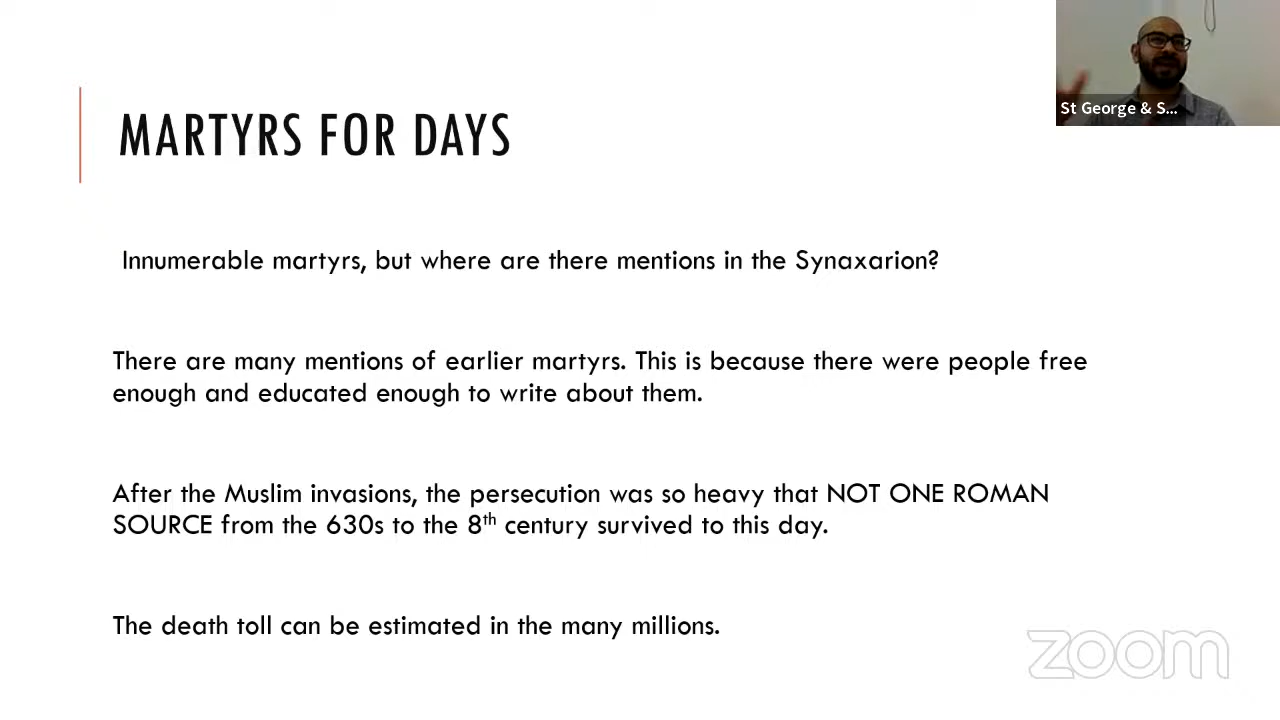 St George & S...
MARTYRS FOR DAYS
Innumerable martyrs, but where are there mentions in the Synaxarion?
There are many mentions of earlier martyrs. This is because there were people free
enough and educated enough to write about them.
After the Muslim invasions, the persecution was so heavy that NOT ONE ROMAN
SOURCE from the 630s to the 8th century survived to this day.
The death toll can be estimated in the many millions.
zoom